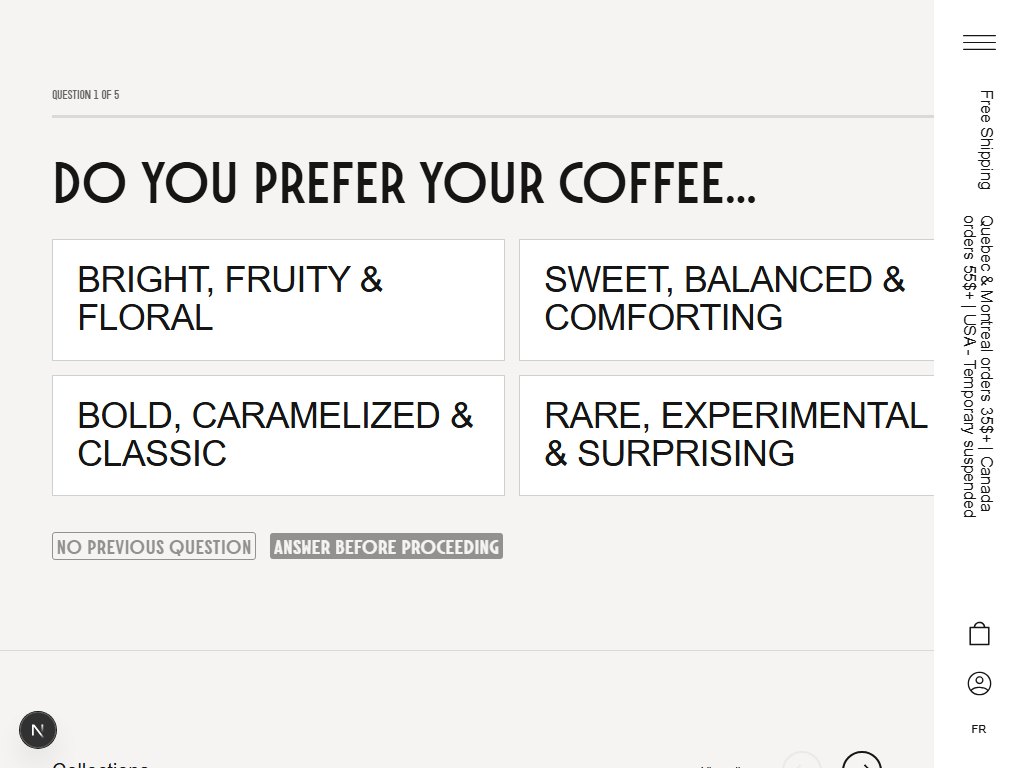 QUESTION 1 OF 5
DO YOU PREFER YOUR COFFEE...
BRIGHT, FRUITY &
FLORAL
SWEET, BALANCED &
COMFORTING
BOLD, CARAMELIZED &
CLASSIC
RARE, EXPERIMENTAL
& SURPRISING
NO PREVIOUS QUESTION
ANSWER BEFORE PROCEEDING
Collections
Free Shipping
Quebec & Montreal orders 35$+ | Canada
orders 55$+ | USA - Temporary suspended
FR
N